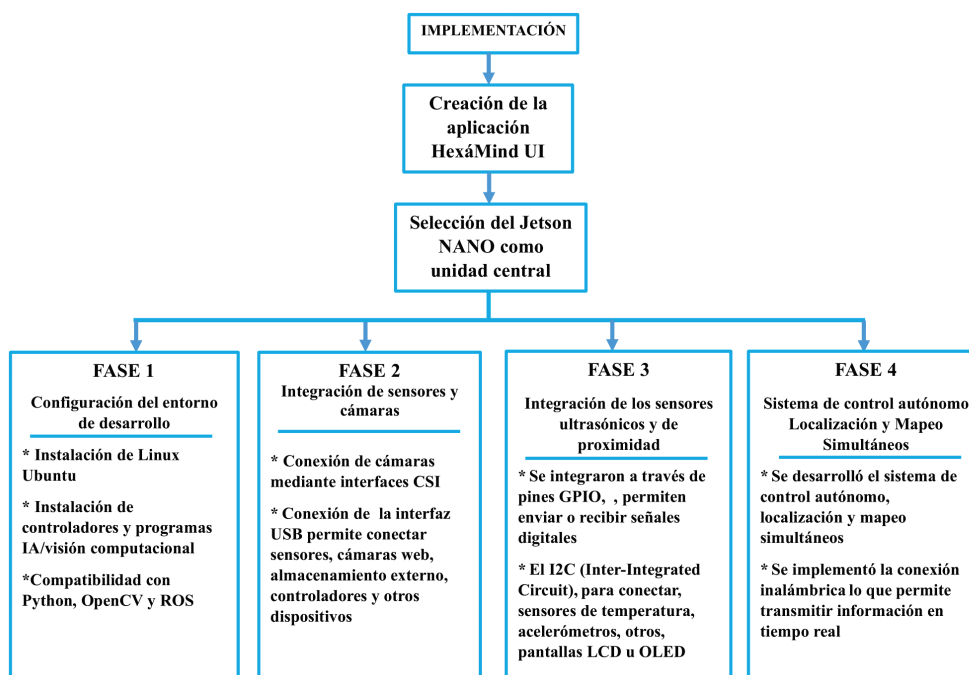 IMPLEMENTACIÓN
Creación de la
aplicación
HexáMind UI
Selección del Jetson
NANO como
unidad central
FASE 1
Configuración del entorno
de desarrollo
* Instalación de Linux
Ubuntu
* Instalación de
controladores y programas
IA/visión computacional
*Compatibilidad con
Python, OpenCV y ROS
FASE 2
Integración de sensores y
cámaras
* Conexión de cámaras
mediante interfaces CSI
* Conexión de la interfaz
USB permite conectar
sensores, cámaras web,
almacenamiento externo,
controladores y otros
dispositivos
FASE 3
Integración de los sensores
ultrasónicos y de
proximidad
* Se integraron a través de
pines GPIO, , permiten
enviar o recibir señales
digitales
* El I2C (Inter-Integrated
Circuit), para conectar,
sensores de temperatura,
acelerómetros, otros,
pantallas LCD u OLED
FASE 4
Sistema de control autónomo
Localización y Mapeo
Simultáneos
* Se desarrolló el sistema de
control autónomo,
localización y mapeo
simultáneos
* Se implementó la conexión
inalámbrica lo que permite
transmitir información en
tiempo real